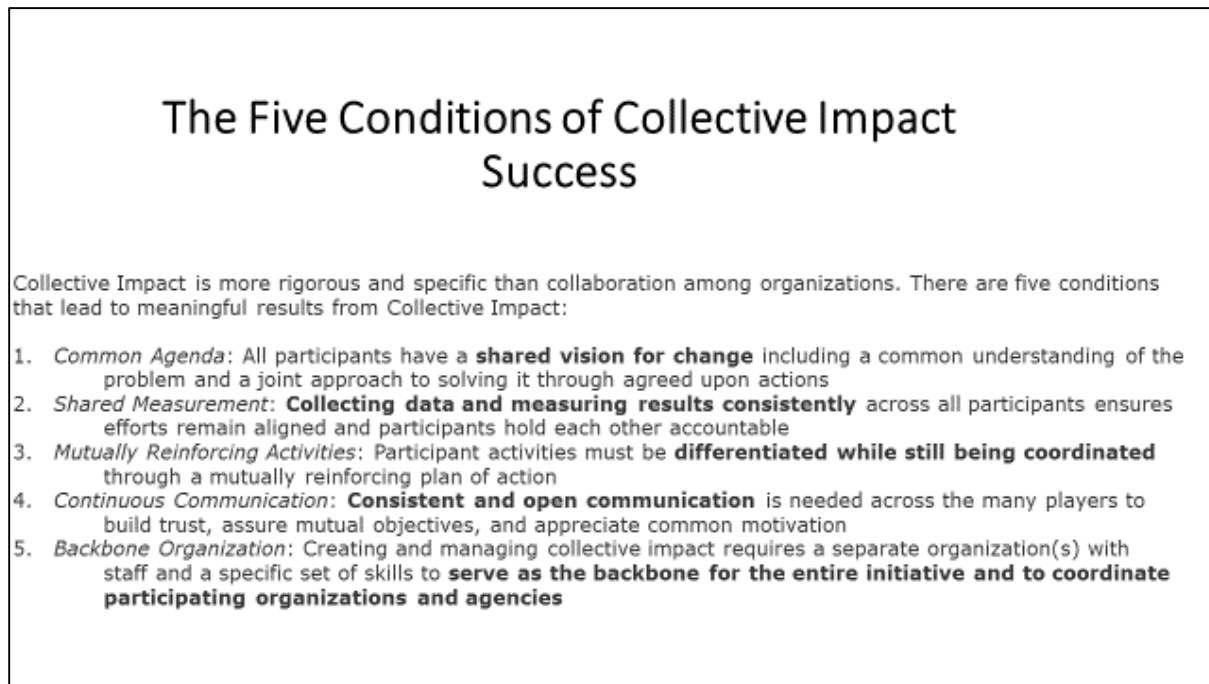 The Five Conditions of Collective Impact
Success
Collective Impact is more rigorous and specific than collaboration among organizations. There are five conditions
that lead to meaningful results from Collective Impact:
1. Common Agenda: All participants have a shared vision for change including a common understanding of the
problem and a joint approach to solving it through agreed upon actions
2. Shared Measurement: Collecting data and measuring results consistently across all participants ensures
efforts remain aligned and participants hold each other accountable
3. Mutually Reinforcing Activities: Participant activities must be differentiated while still being coordinated
through a mutually reinforcing plan of action
4. Continuous Communication: Consistent and open communication is needed across the many players to
build trust, assure mutual objectives, and appreciate common motivation
5. Backbone Organization: Creating and managing collective impact requires a separate organization(s) with
staff and a specific set of skills to serve as the backbone for the entire initiative and to coordinate
participating organizations and agencies